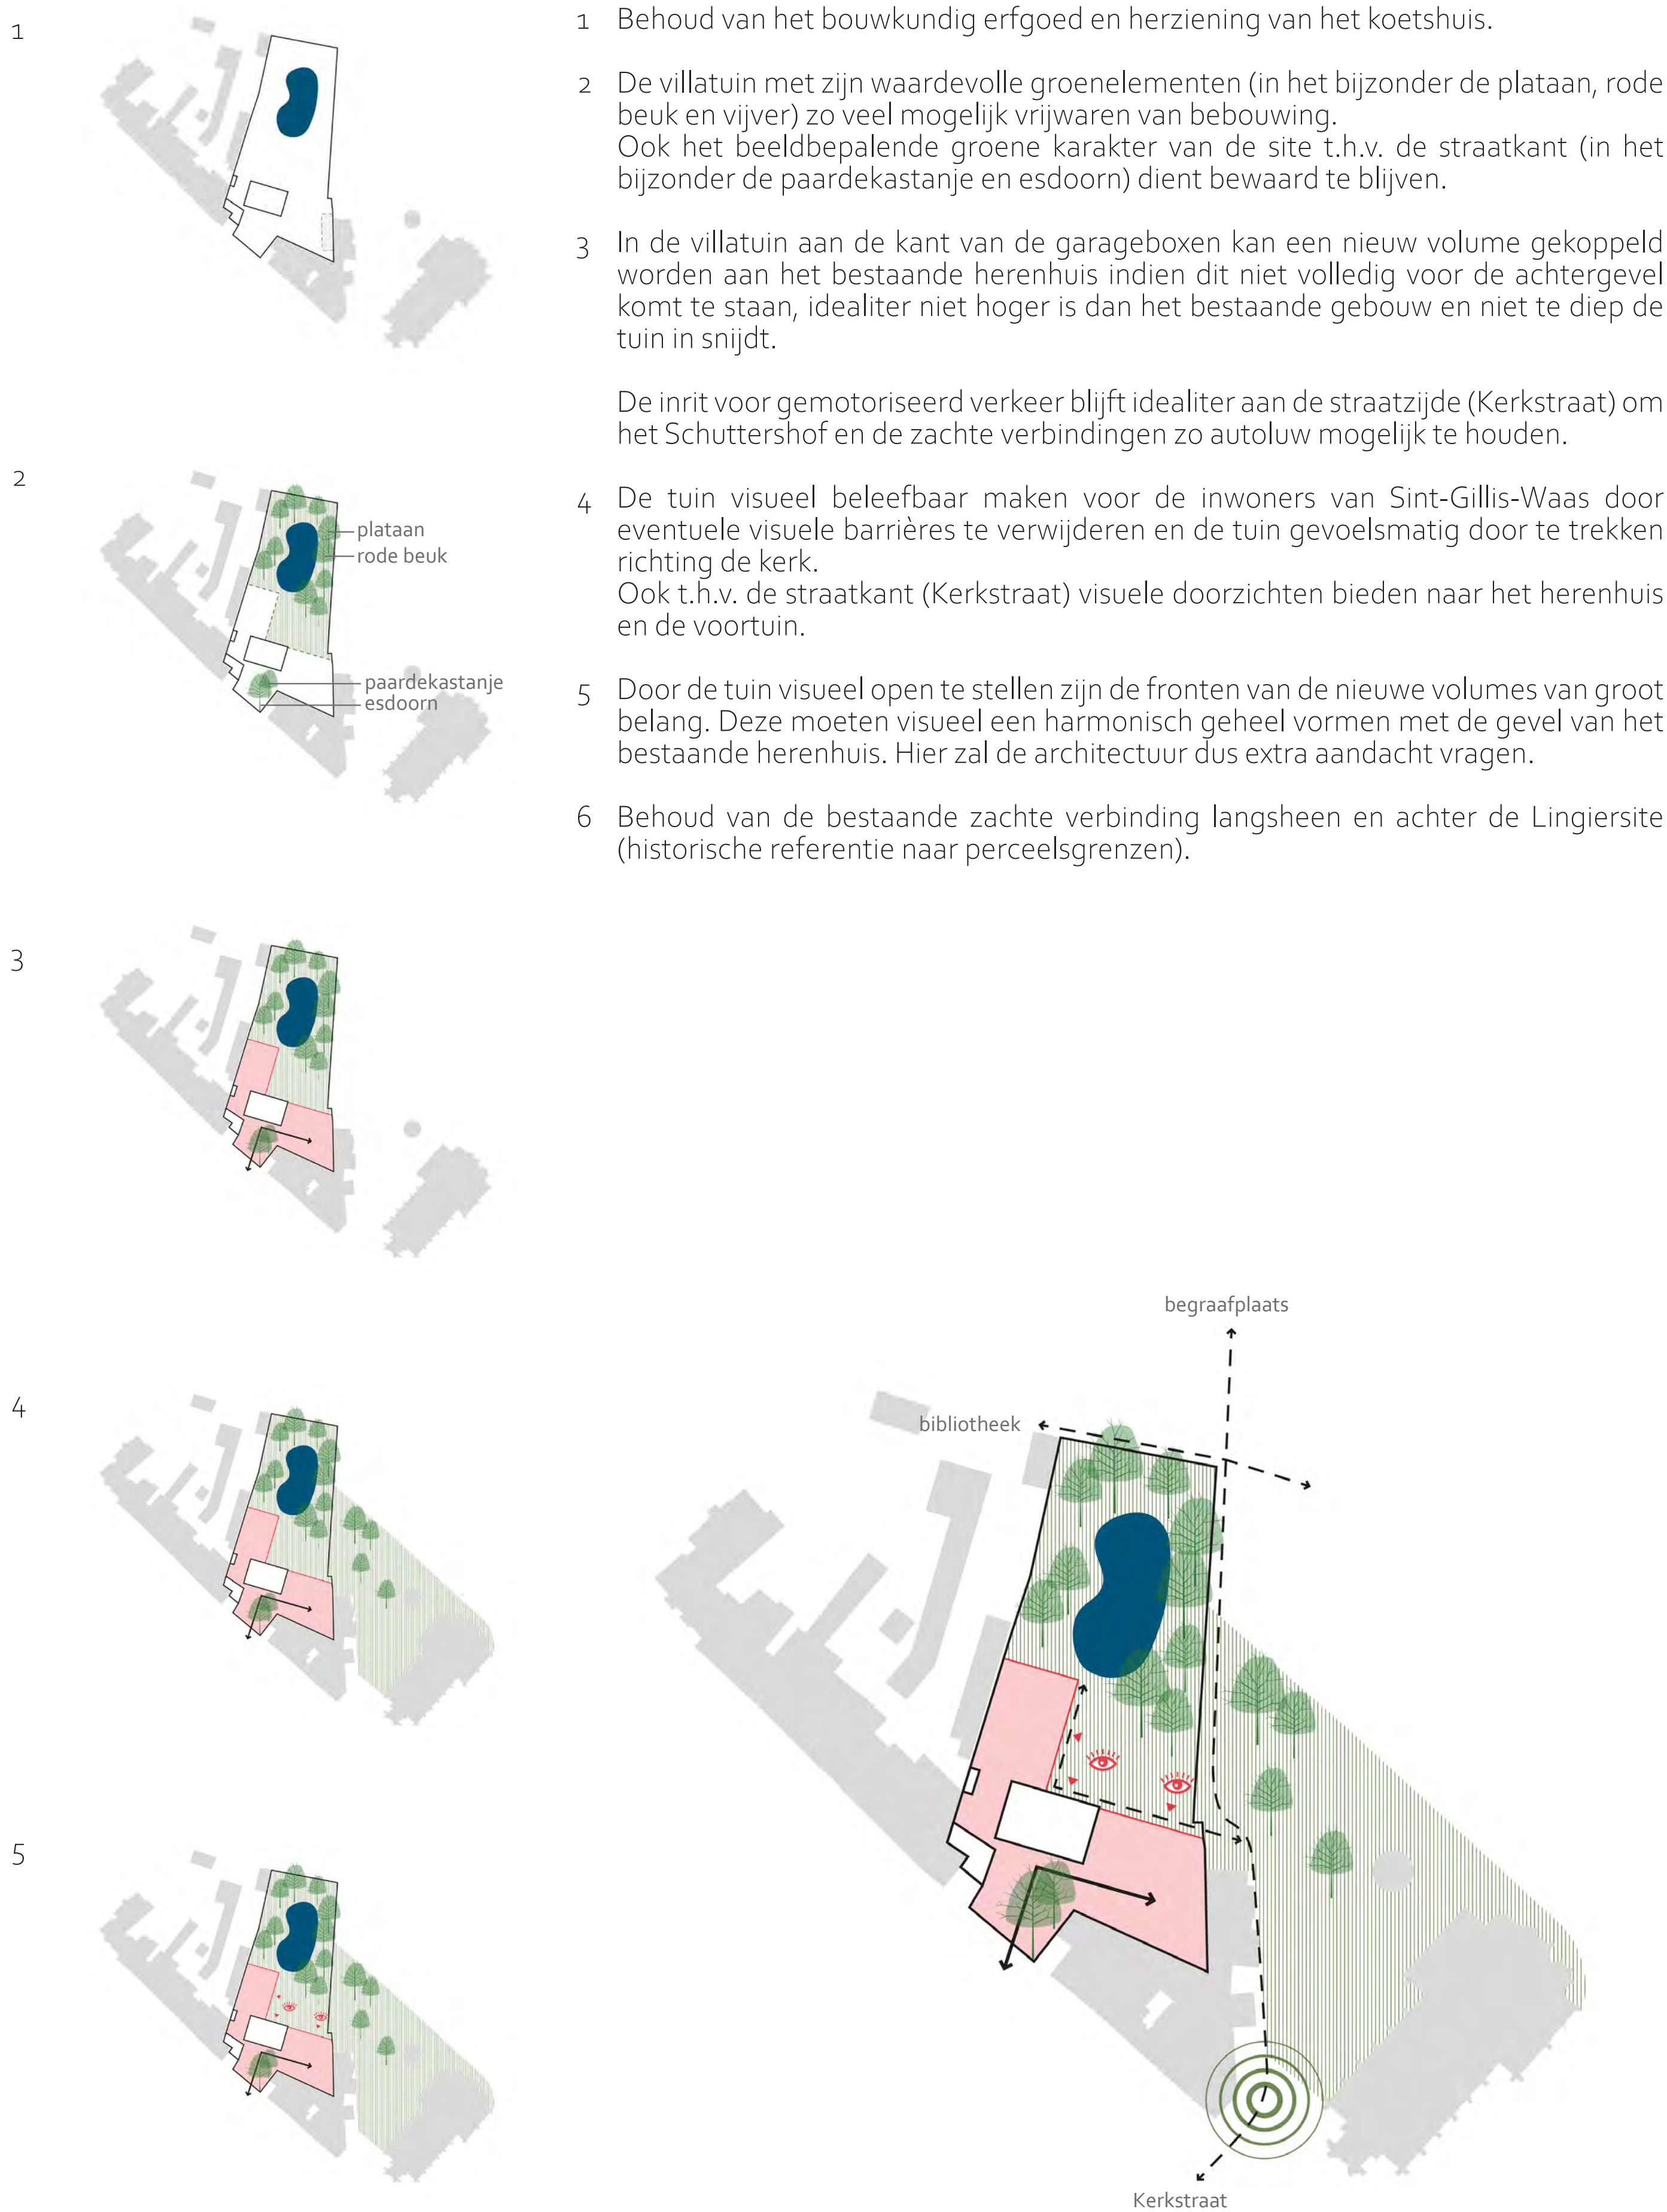 1 Behoud van het bouwkundig erfgoed en herziening van het koetshuis.
2 De villatuin met zijn waardevolle groenelementen (in het bijzonder de plataan, rode
beuk en vijver) zo veel mogelijk vrijwaren van bebouwing.
Ook het beeldbepalende groene karakter van de site t.h.v. de straatkant (in het
bijzonder de paardekastanje en esdoorn) dient bewaard te blijven.
3 In de villatuin aan de kant van de garageboxen kan een nieuw volume gekoppeld
worden aan het bestaande herenhuis indien dit niet volledig voor de achtergevel
komt te staan, idealiter niet hoger is dan het bestaande gebouw en niet te diep de
tuin in snijdt.
De inrit voor gemotoriseerd verkeer blijft idealiter aan de straatzijde (Kerkstraat) om
het Schuttershof en de zachte verbindingen zo autoluw mogelijk te houden.
4 De tuin visueel beleefbaar maken voor de inwoners van Sint-Gillis-Waas door
eventuele visuele barrières te verwijderen en de tuin gevoelsmatig door te trekken
richting de kerk.
Ook t.h.v. de straatkant (Kerkstraat) visuele doorzichten bieden naar het herenhuis
en de voortuin.
5 Door de tuin visueel open te stellen zijn de fronten van de nieuwe volumes van groot
belang. Deze moeten visueel een harmonisch geheel vormen met de gevel van het
bestaande herenhuis. Hier zal de architectuur dus extra aandacht vragen.
6 Behoud van de bestaande zachte verbinding langsheen en achter de Lingiersite
(historische referentie naar perceelsgrenzen).
1
2
plataan
rode beuk
paardekastanje
esdoorn
3
4
5
begraafplaats
bibliotheek
Kerkstraat